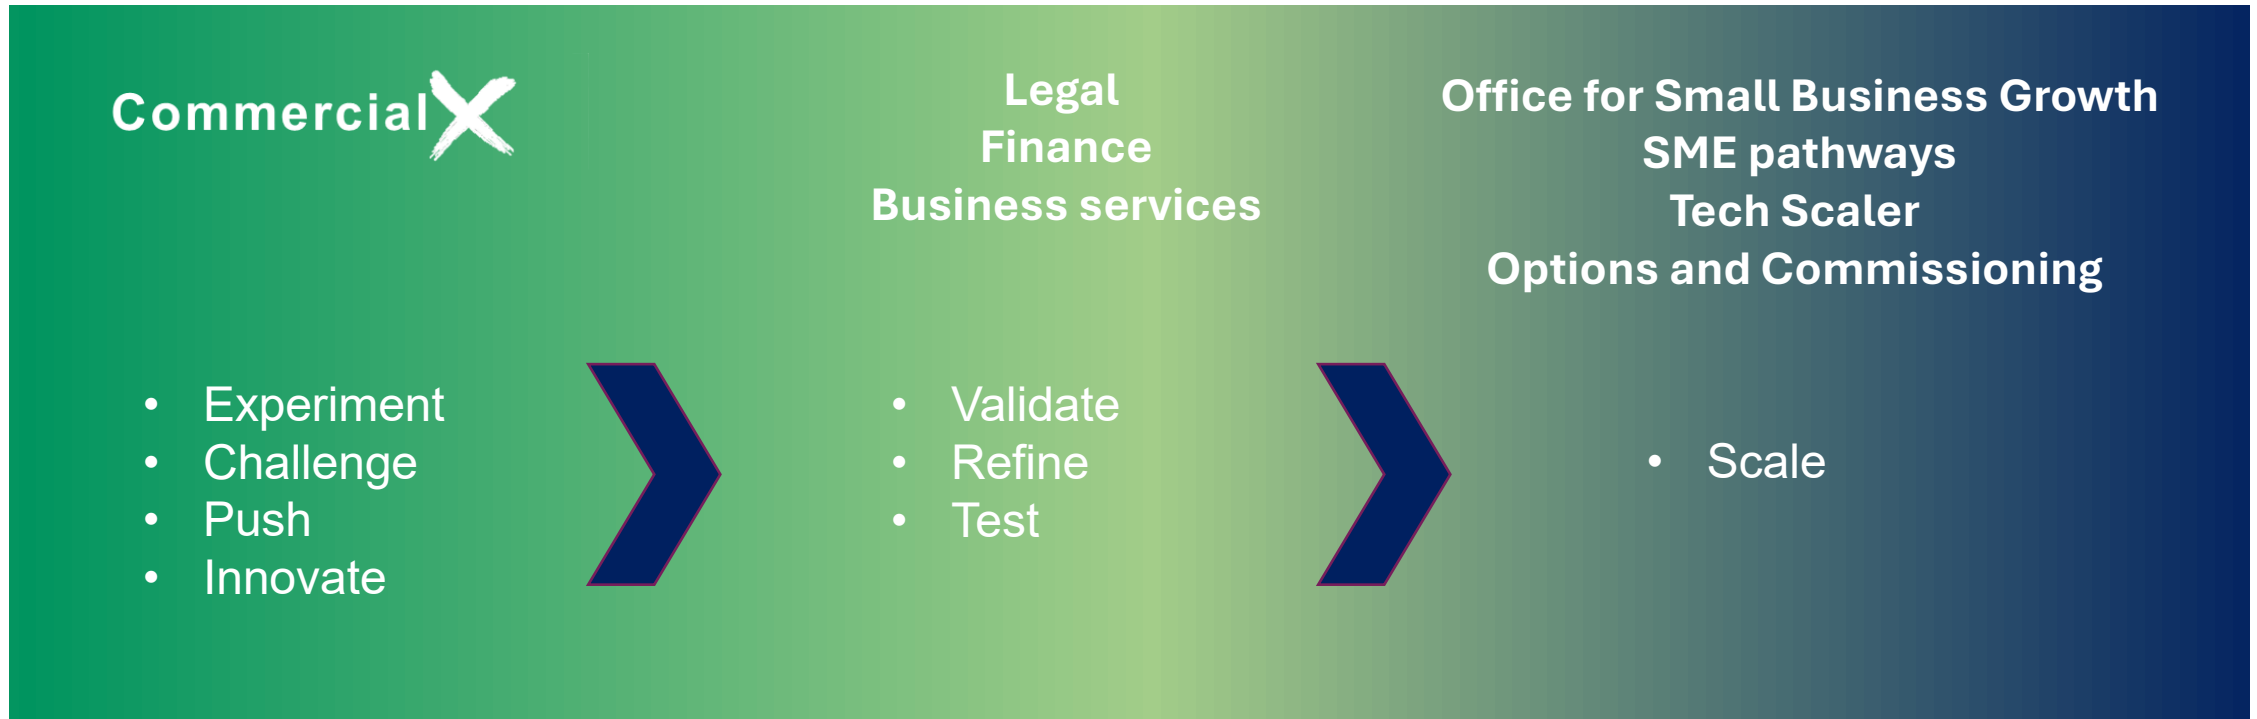 CommercialX
Legal
Finance
Business services
Office for Small Business Growth
SME pathways
Tech Scaler
Options and Commissioning
• Experiment
• Challenge
• Push
• Innovate
• Validate
• Refine
• Test
• Scale